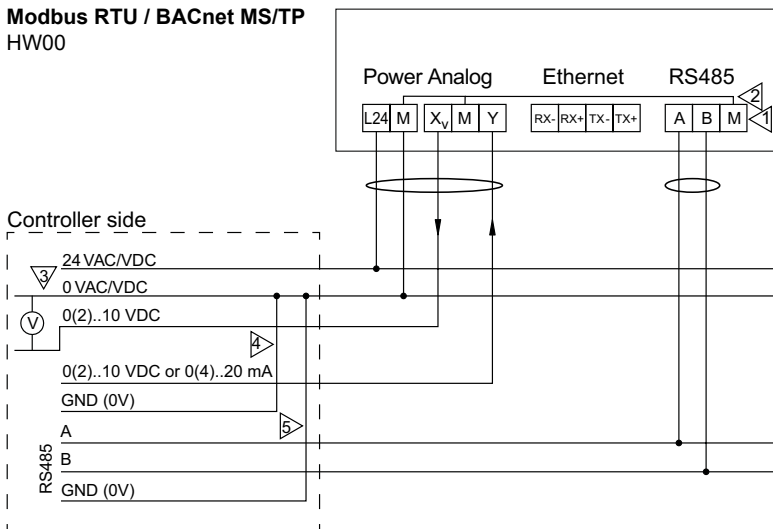 Modbus RTU / BACnet MS/TP
HW00
Power Analog Ethernet RS485
2
L24 M Xv M Y RX- RX+ TX- TX+ A B M 1
Controller side
24 VAC/VDC
3
0 VAC/VDC
V 0(2)..10 VDC
4
0(2)..10 VDC or 0(4)..20 mA
GND (0V)
5
A
RS485
B
GND (0V)